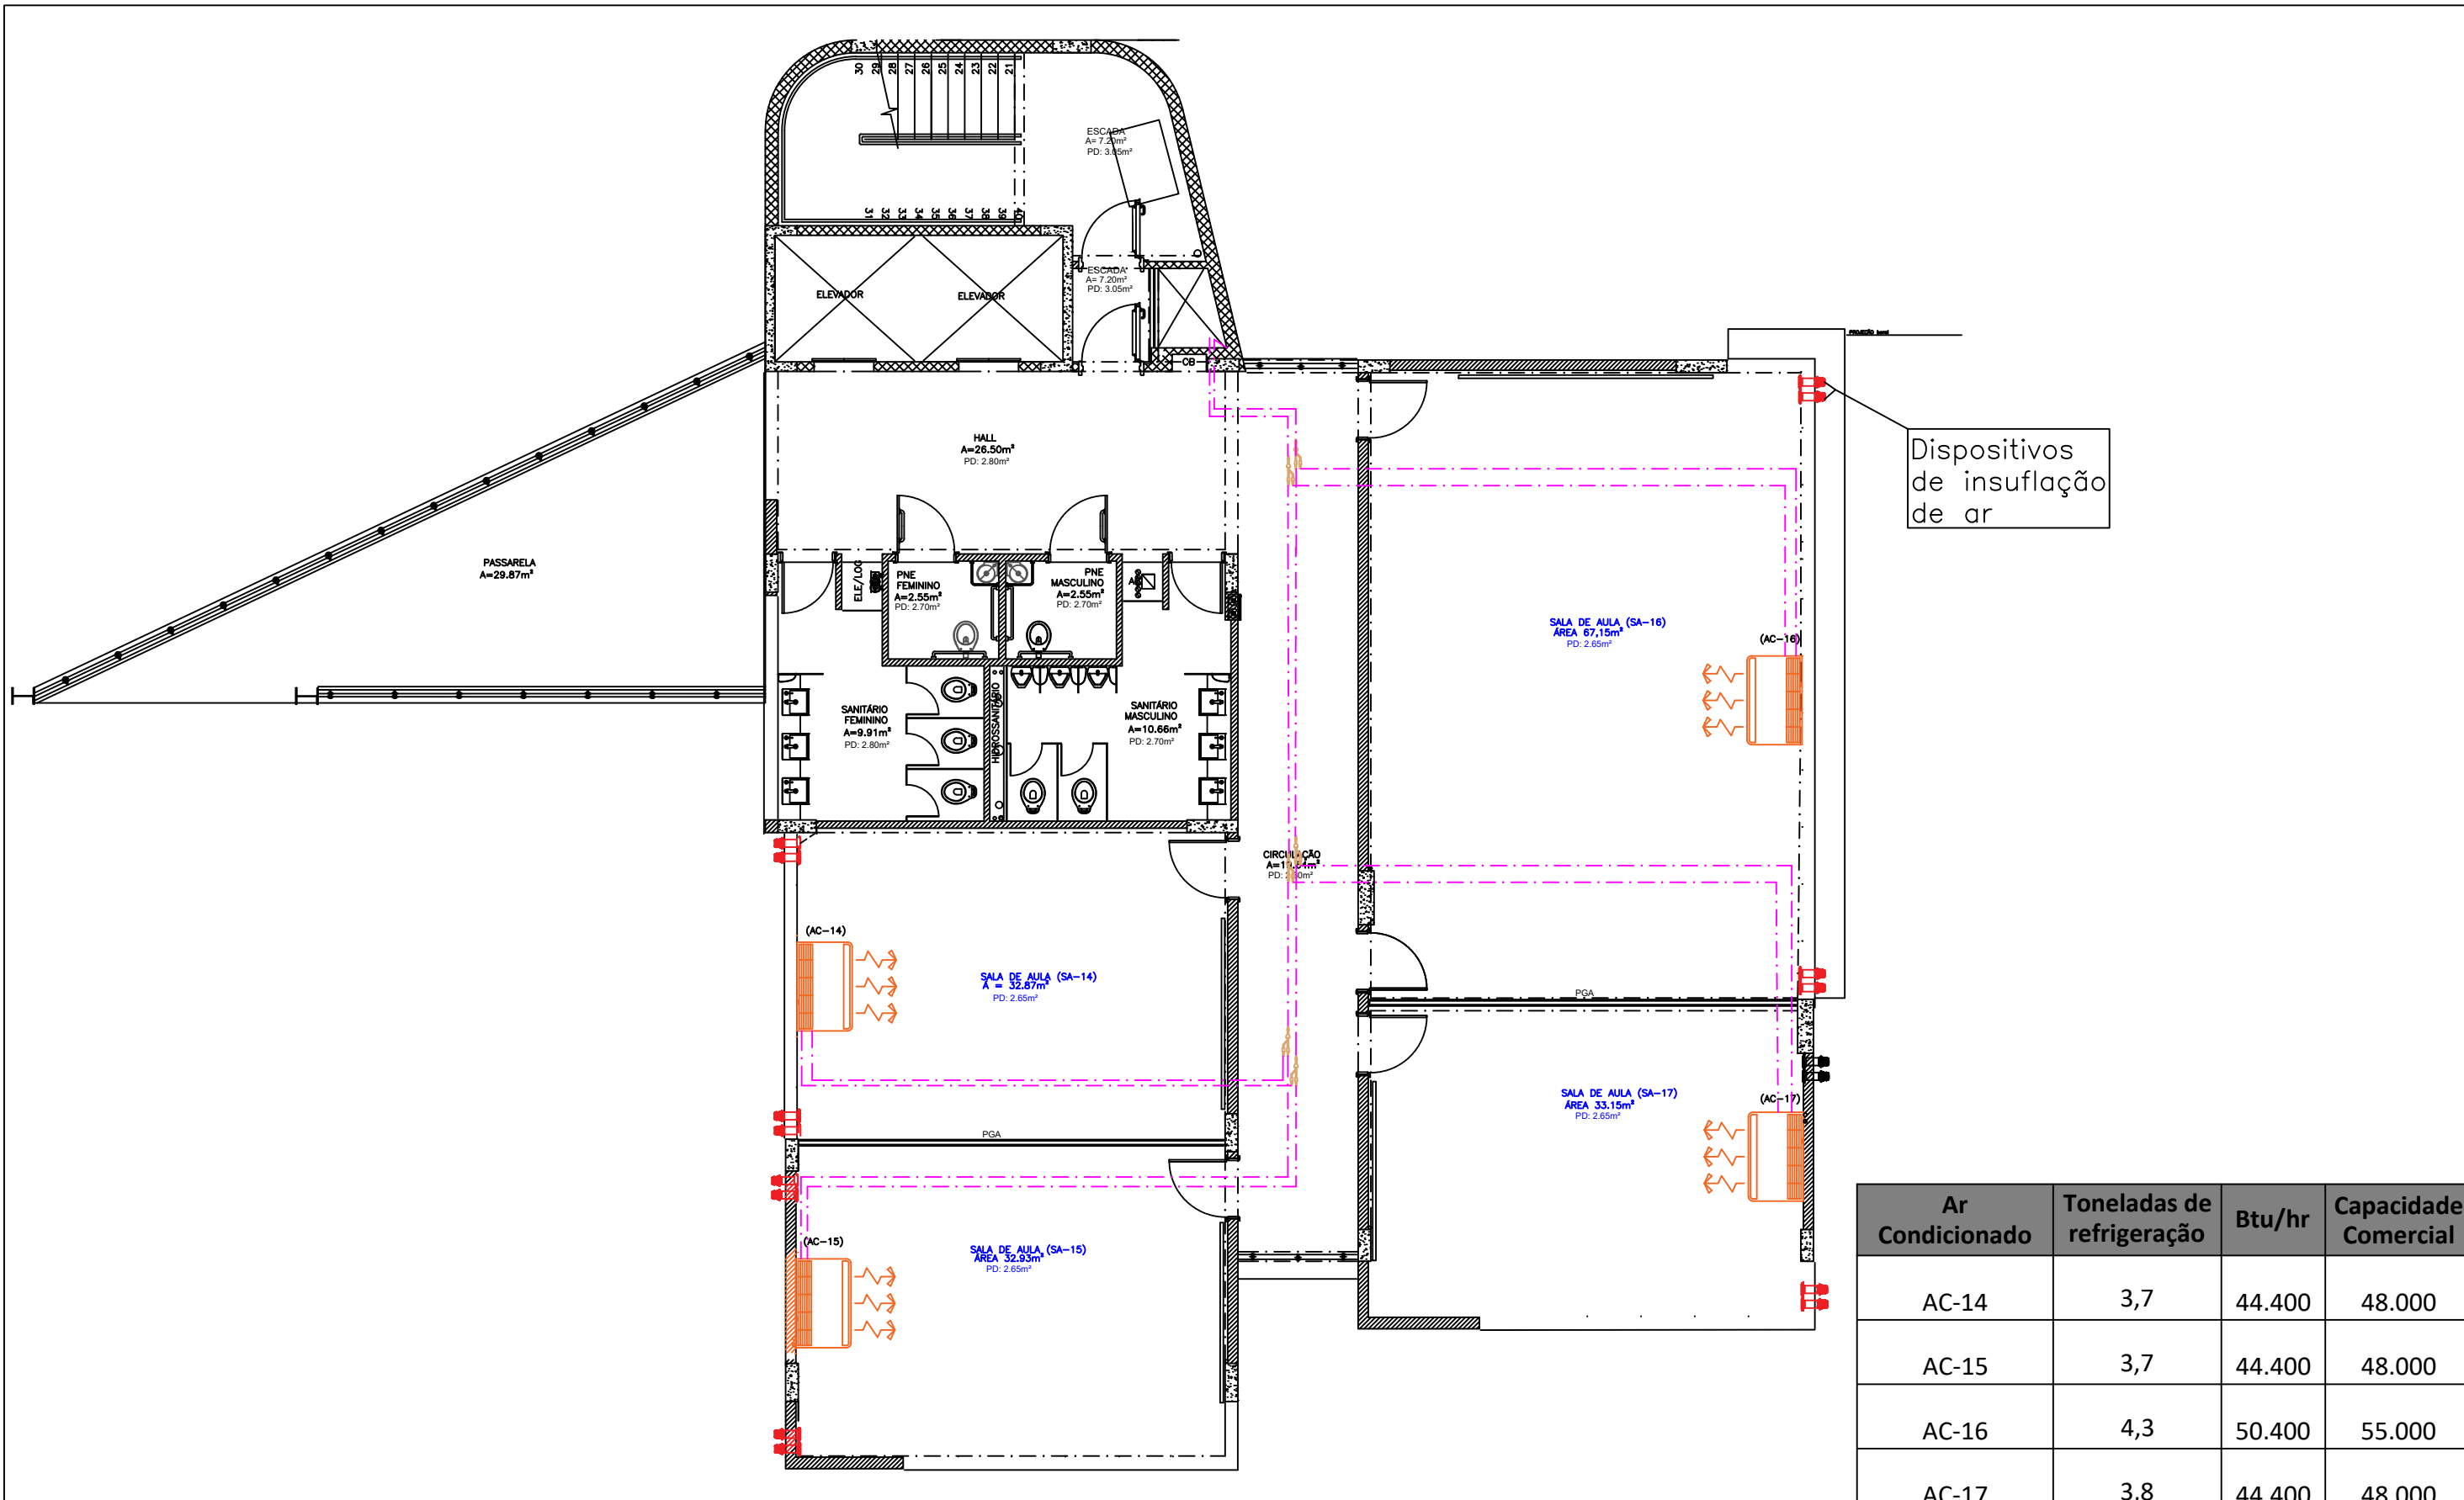 30
29
28
27
26
25
24
23
22
21
ESCADA
A= 7.20m²
PD: 3.05m²
31
32
33
34
35
36
37
38
39
40
ESCADA
A= 7.20m²
PD: 3.05m²
ELEVADOR
ELEVADOR
CB
PROJEÇÃO
Dispositivos
de insuflação
de ar
HALL
A=26.50m²
PD: 2.80m²
PASSARELA
A=29.87m²
ELE/LOG
PNE
FEMININO
A=2.55m²
PD: 2.70m²
PNE
MASCULINO
A=2.55m²
PD: 2.70m²
SALA DE AULA (SA-16)
ÁREA 67,15m²
PD: 2.65m²
(AC-16)
SANITÁRIO
FEMININO
A=9.91m²
PD: 2.80m²
HIDROSSANITÁRIO
SANITÁRIO
MASCULINO
A=10.66m²
PD: 2.70m²
CIRCULAÇÃO
(AC-14)
SALA DE AULA (SA-14)
A = 32.87m²
PD: 2.65m²
PGA
PGA
SALA DE AULA (SA-17)
ÁREA 33.15m²
PD: 2.65m²
(AC-17)
(AC-15)
SALA DE AULA (SA-15)
ÁREA 32.93m²
PD: 2.65m²
Ar Condicionado Toneladas de refrigeração Btu/hr Capacidade Comercial
AC-14 3,7 44.400 48.000
AC-15 3,7 44.400 48.000
AC-16 4,3 50.400 55.000
AC-17 3,8 44.400 48.000